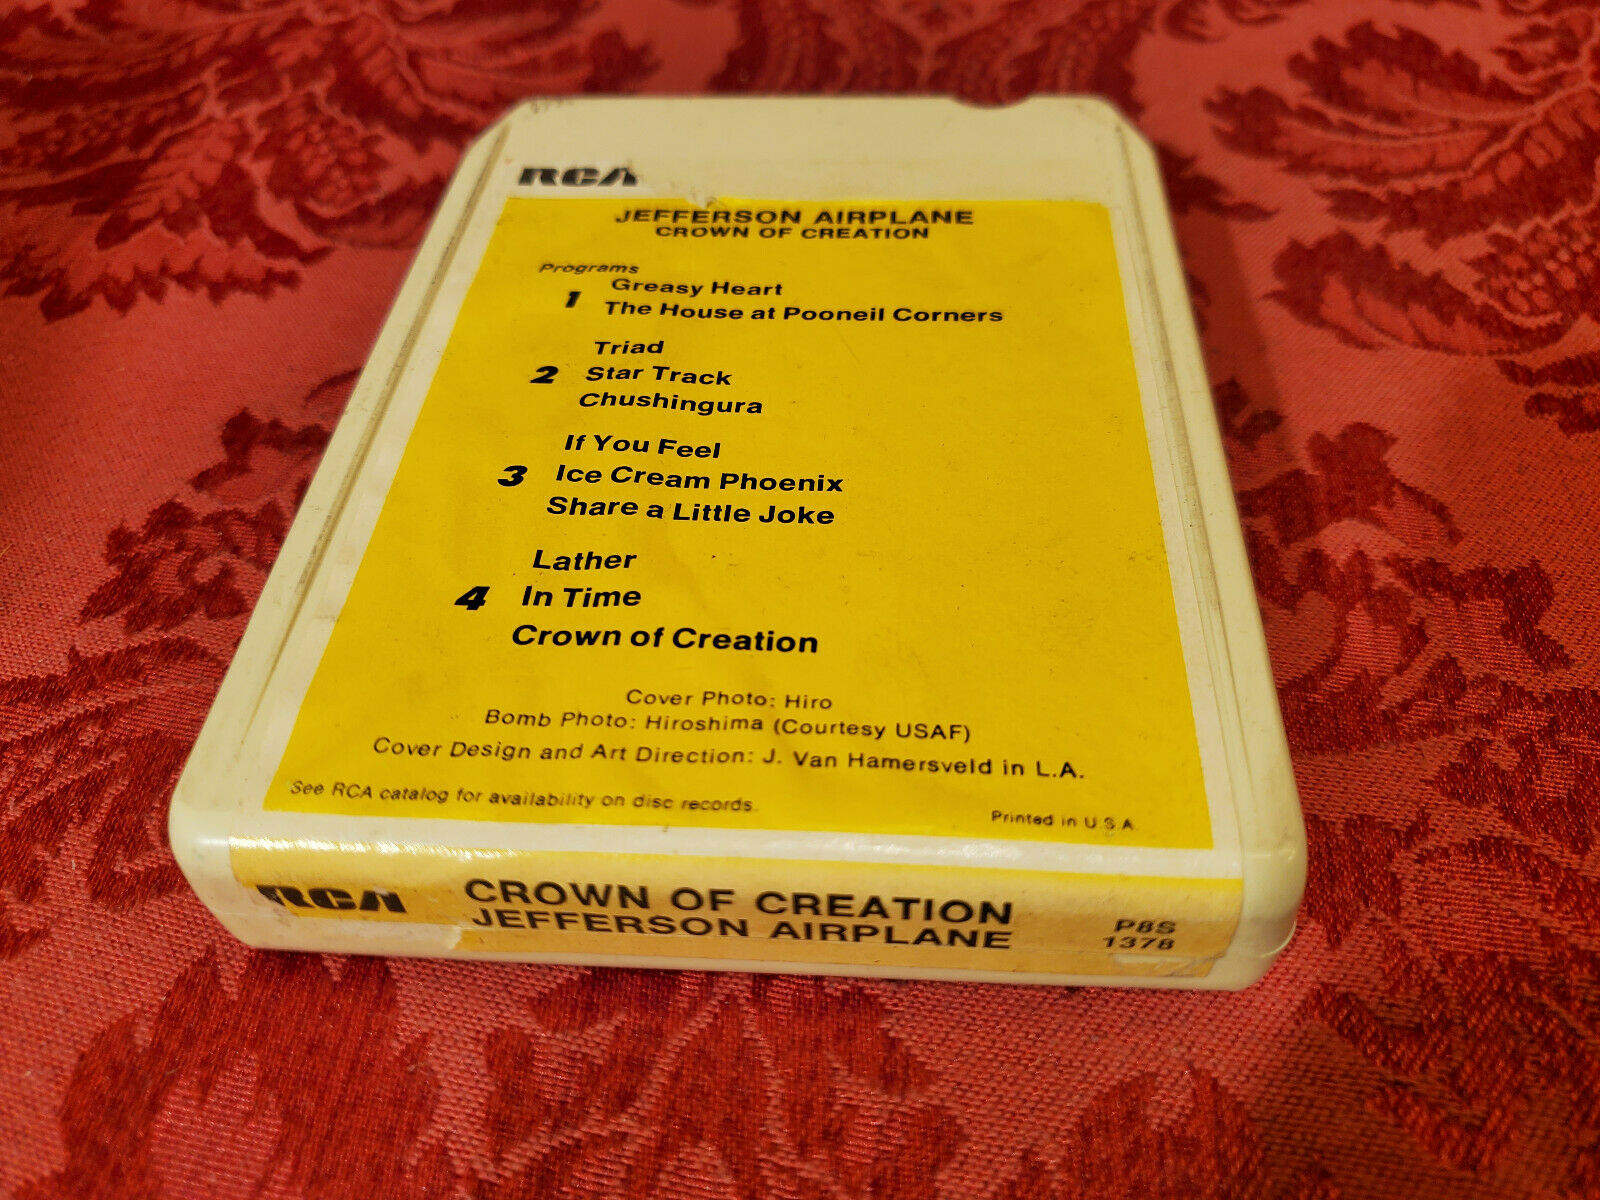 RCA
JEFFERSON AIRPLANE
CROWN OF CREATION
Programs
1
Greasy Heart
The House at Pooneil Corners
2
Triad
Star Track
Chushingura
3
If You Feel
Ice Cream Phoenix
Share a Little Joke
4
Lather
In Time
Crown of Creation
Cover Photo: Hiro
Bomb Photo: Hiroshima (Courtesy USAF)
Cover Design and Art Direction: J. Van Hamersveld in L.A.
See RCA catalog for availability on disc records.
Printed in U.S.A.
RCA
CROWN OF CREATION
JEFFERSON AIRPLANE
P8S
1378